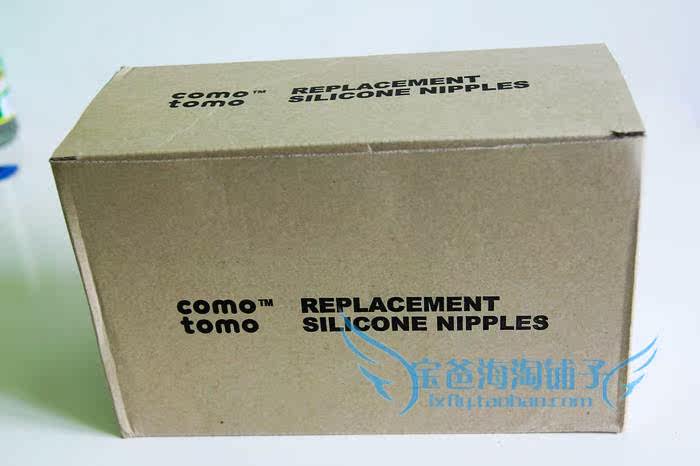 como™ REPLACEMENT
tomo SILICONE NIPPLES
como™ REPLACEMENT
tomo SILICONE NIPPLES
宝爸海淘铺子
lxfly.taobao.com